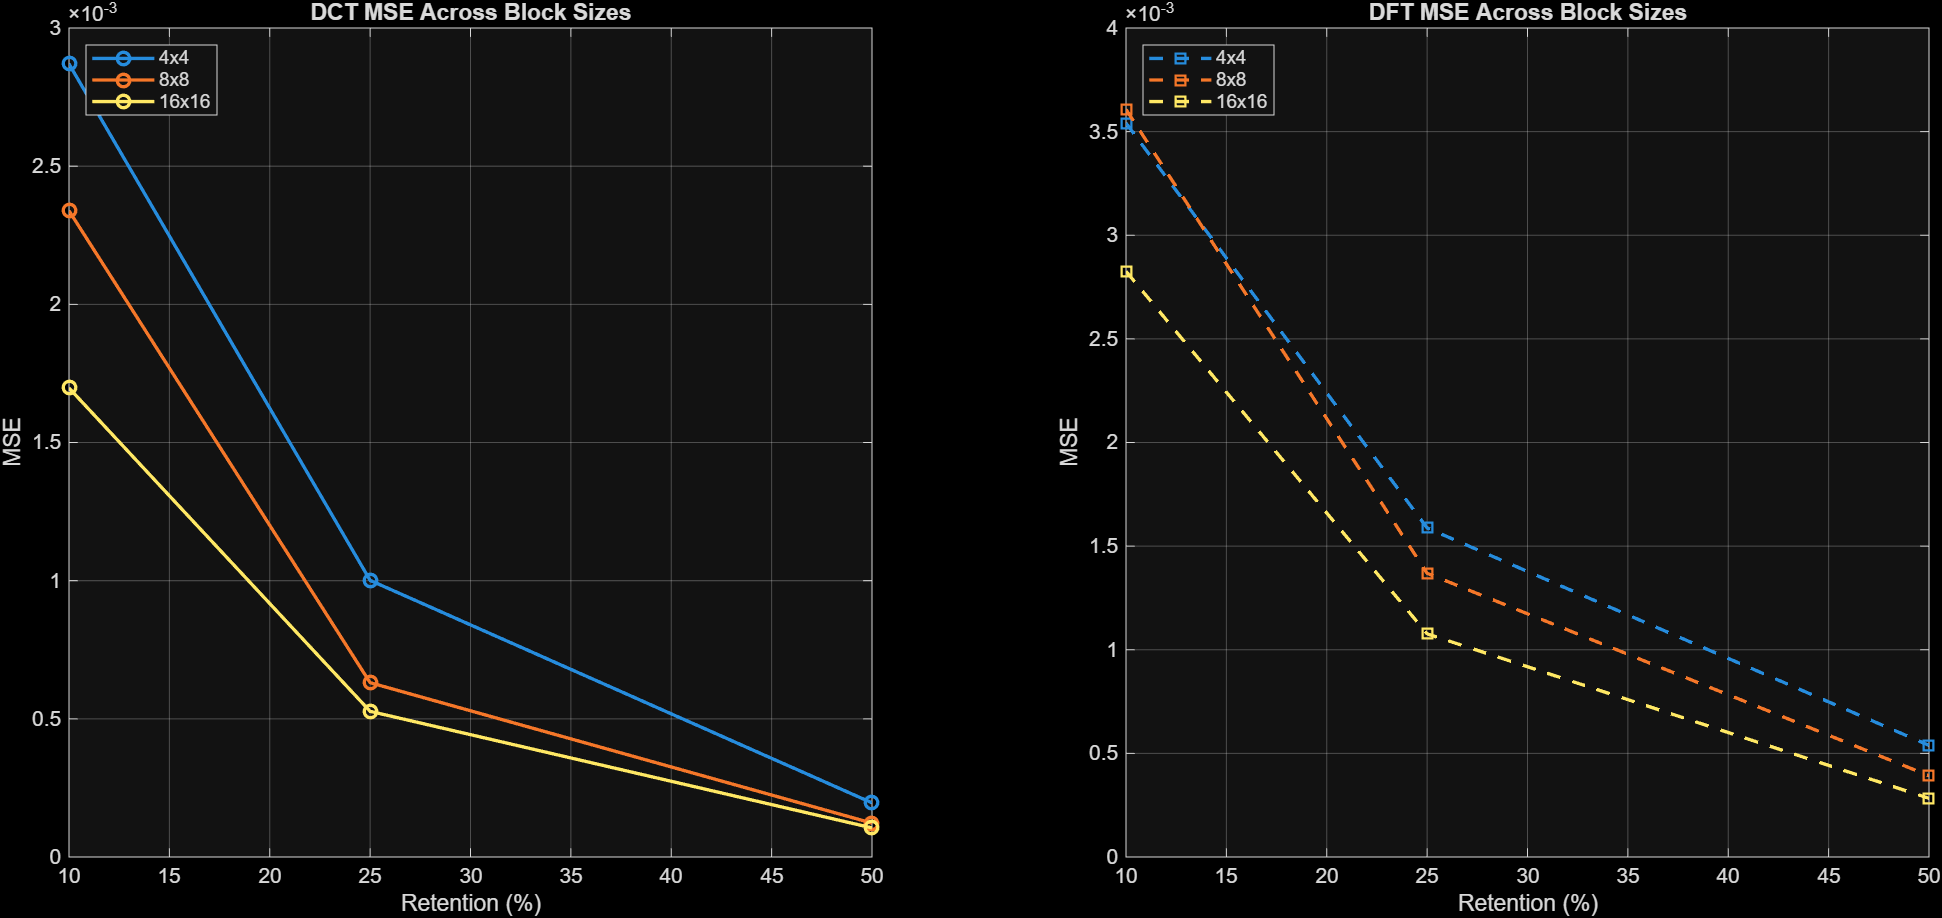 DCT MSE Across Block Sizes
×10⁻³
4x4
8x8
16x16
3
2.5
2
1.5
1
0.5
0
MSE
10 15 20 25 30 35 40 45 50
Retention (%)
DFT MSE Across Block Sizes
×10⁻³
4x4
8x8
16x16
4
3.5
3
2.5
2
1.5
1
0.5
0
MSE
10 15 20 25 30 35 40 45 50
Retention (%)